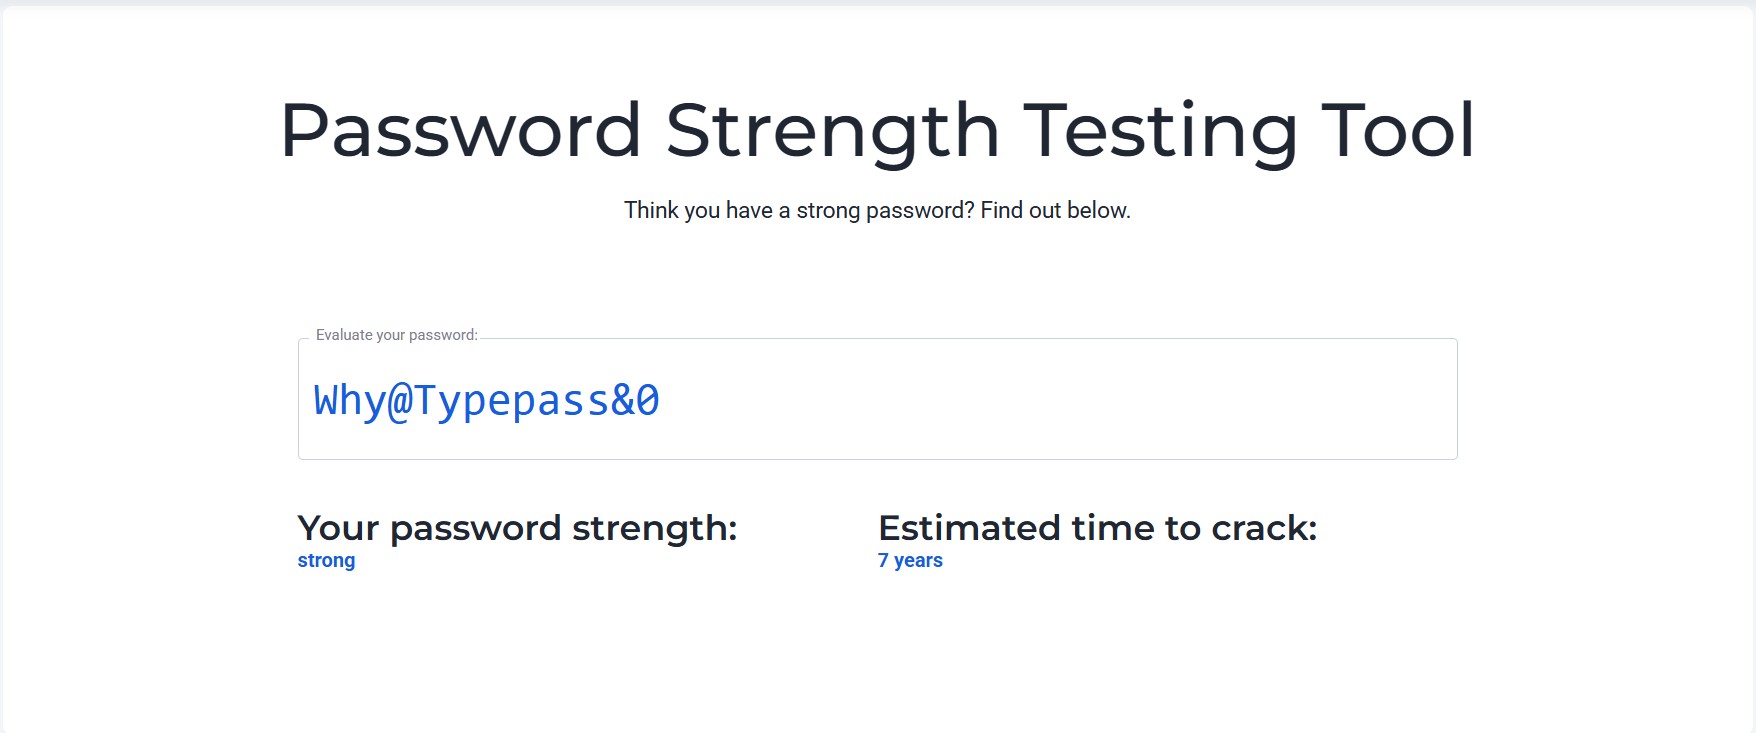 Password Strength Testing Tool
Think you have a strong password? Find out below.
Evaluate your password:
Why@Typepass&0
Your password strength:
strong
Estimated time to crack:
7 years